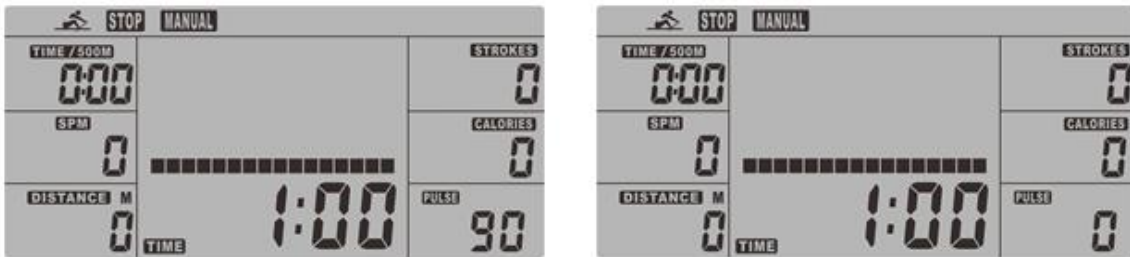 STOP MANUAL
TIME / 500M
0:00
SPM
0
DISTANCE M
0
1:00
TIME
STROKES
0
CALORIES
0
PULSE
90
STOP MANUAL
TIME / 500M
0:00
SPM
0
DISTANCE M
0
1:00
TIME
STROKES
0
CALORIES
0
PULSE
0